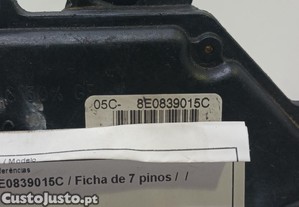 05C- 8E0839015C
/ Modelo
erências
E0839015C / Ficha de 7 pinos / /
CustoJusto.pt